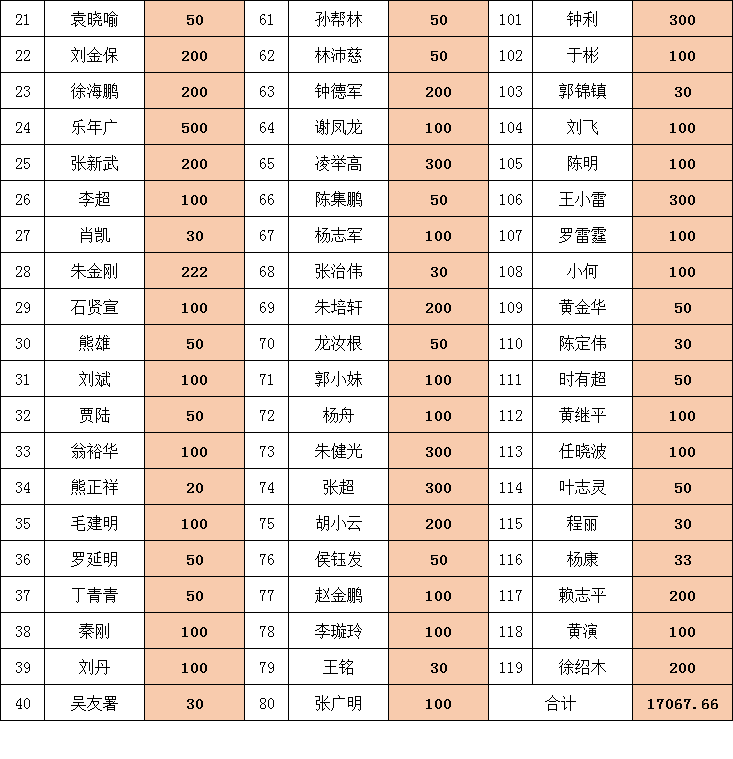 21 袁晓喻 50 61 孙帮林 50 101 钟利 300
22 刘金保 200 62 林沛慈 50 102 于彬 100
23 徐海鹏 200 63 钟德军 200 103 郭锦镇 30
24 乐年广 500 64 谢凤龙 100 104 刘飞 100
25 张新武 200 65 凌举高 300 105 陈明 100
26 李超 100 66 陈集鹏 50 106 王小雷 300
27 肖凯 30 67 杨志军 100 107 罗雷霆 100
28 朱金刚 222 68 张治伟 30 108 小何 100
29 石贤宣 100 69 朱培轩 200 109 黄金华 50
30 熊雄 50 70 龙汝根 50 110 陈定伟 30
31 刘斌 100 71 郭小妹 100 111 时有超 50
32 贾陆 50 72 杨舟 100 112 黄继平 100
33 翁裕华 100 73 朱健光 300 113 任晓波 100
34 熊正祥 20 74 张超 300 114 叶志灵 50
35 毛建明 100 75 胡小云 200 115 程丽 30
36 罗延明 50 76 侯钰发 50 116 杨康 33
37 丁青青 50 77 赵金鹏 100 117 赖志平 200
38 秦刚 100 78 李璇玲 100 118 黄演 100
39 刘丹 100 79 王铭 30 119 徐绍木 200
40 吴友署 30 80 张广明 100 合计 17067.66